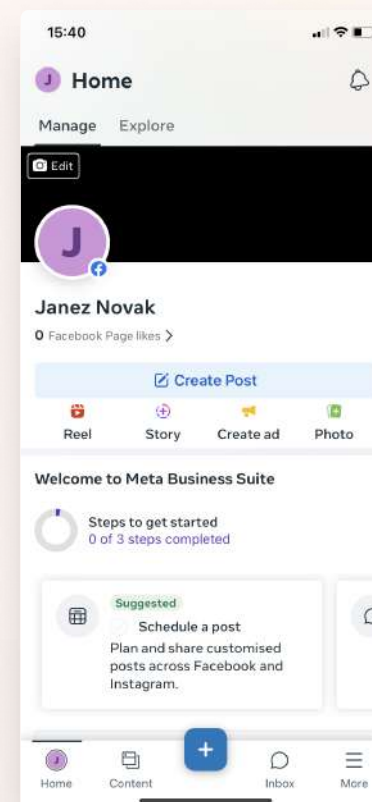 15:40
J Home
Manage Explore
Edit
J
Janez Novak
0 Facebook Page likes
Create Post
Reel Story Create ad Photo
Welcome to Meta Business Suite
Steps to get started
0 of 3 steps completed
Suggested
Schedule a post
Plan and share customised
posts across Facebook and
Instagram.
J
Home Content + Inbox More